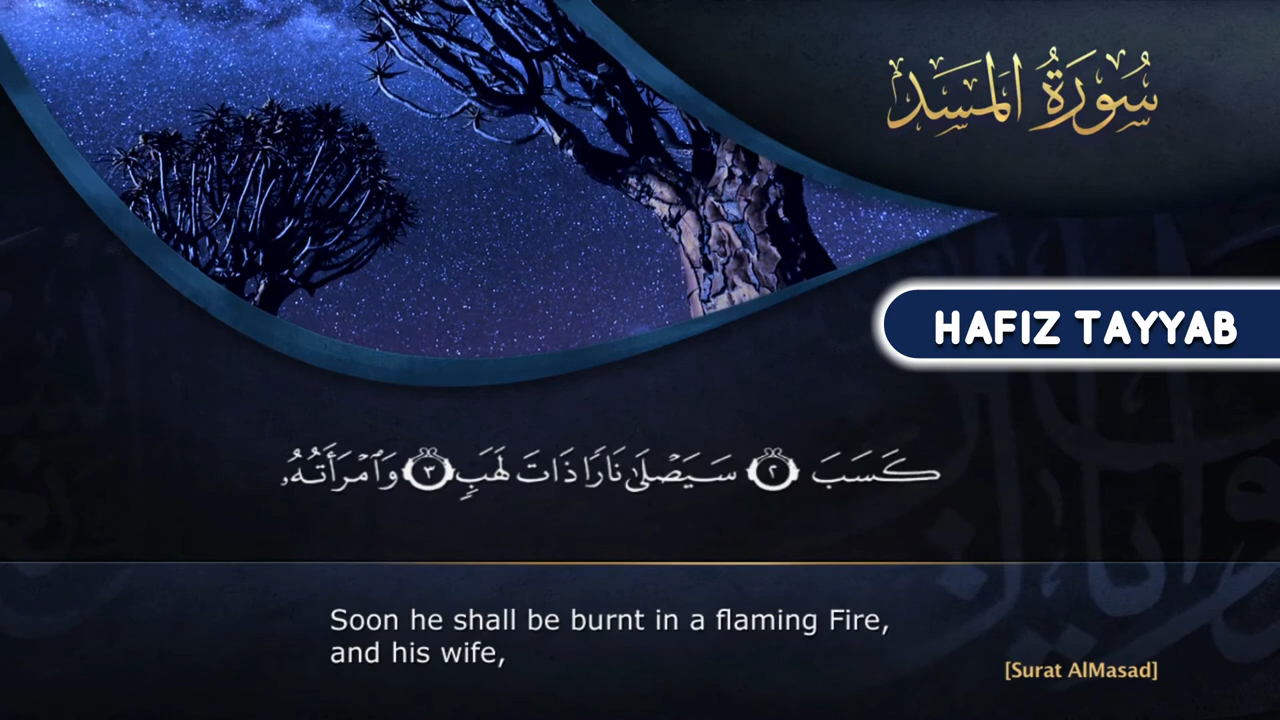 سُورَةُ المَسَد
HAFIZ TAYYAB
كَسَبَ ٢ سَيَصْلَىٰ نَارًا ذَاتَ لَهَبٍ ٣ وَٱمْرَأَتُهُۥ
Soon he shall be burnt in a flaming Fire,
and his wife,
[Surat AlMasad]